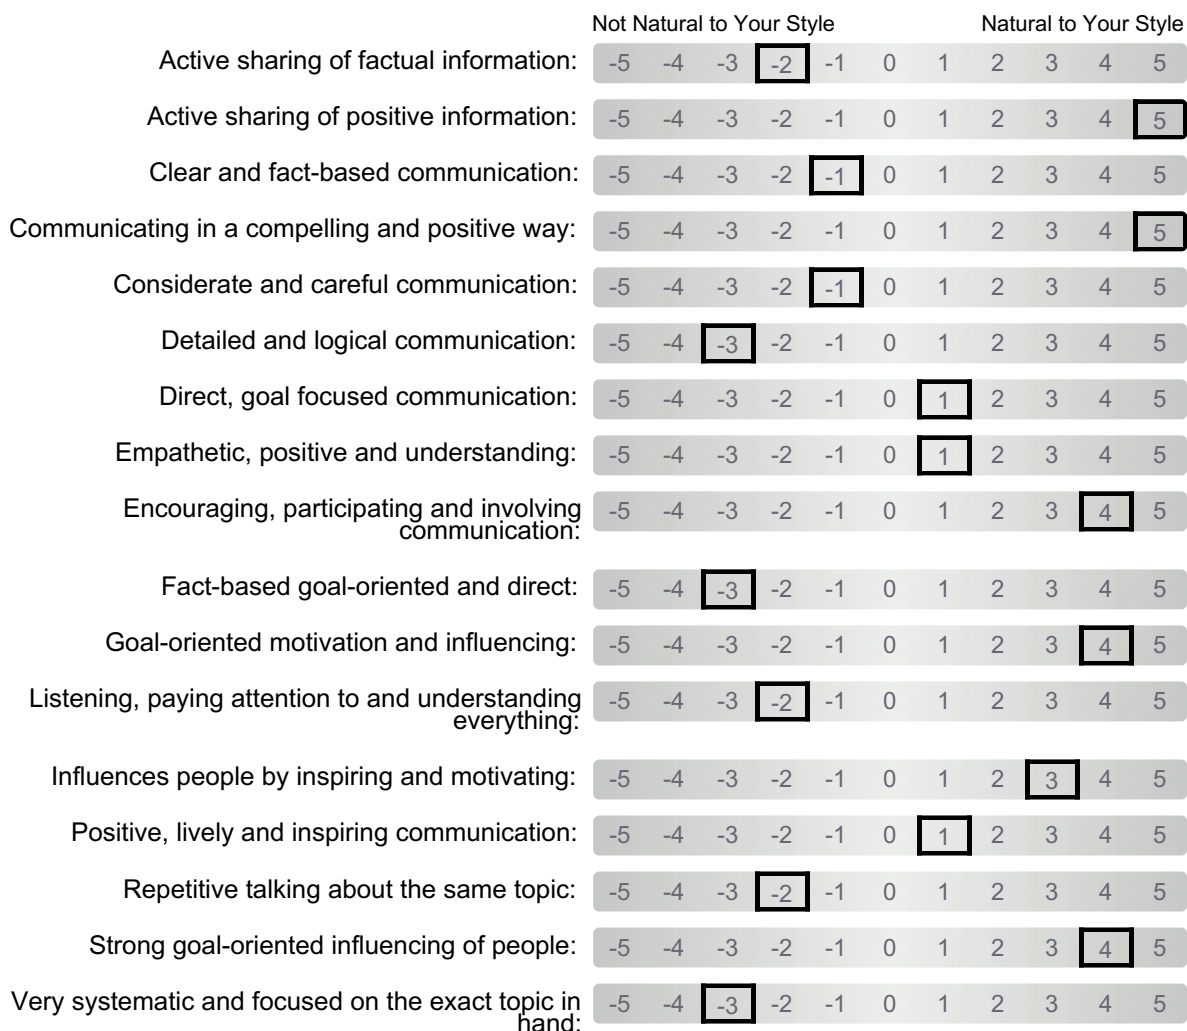 Not Natural to Your Style Natural to Your Style
Active sharing of factual information: -5 -4 -3 -2 -1 0 1 2 3 4 5
Active sharing of positive information: -5 -4 -3 -2 -1 0 1 2 3 4 5
Clear and fact-based communication: -5 -4 -3 -2 -1 0 1 2 3 4 5
Communicating in a compelling and positive way: -5 -4 -3 -2 -1 0 1 2 3 4 5
Considerate and careful communication: -5 -4 -3 -2 -1 0 1 2 3 4 5
Detailed and logical communication: -5 -4 -3 -2 -1 0 1 2 3 4 5
Direct, goal focused communication: -5 -4 -3 -2 -1 0 1 2 3 4 5
Empathetic, positive and understanding: -5 -4 -3 -2 -1 0 1 2 3 4 5
Encouraging, participating and involving
communication: -5 -4 -3 -2 -1 0 1 2 3 4 5
Fact-based goal-oriented and direct: -5 -4 -3 -2 -1 0 1 2 3 4 5
Goal-oriented motivation and influencing: -5 -4 -3 -2 -1 0 1 2 3 4 5
Listening, paying attention to and understanding
everything: -5 -4 -3 -2 -1 0 1 2 3 4 5
Influences people by inspiring and motivating: -5 -4 -3 -2 -1 0 1 2 3 4 5
Positive, lively and inspiring communication: -5 -4 -3 -2 -1 0 1 2 3 4 5
Repetitive talking about the same topic: -5 -4 -3 -2 -1 0 1 2 3 4 5
Strong goal-oriented influencing of people: -5 -4 -3 -2 -1 0 1 2 3 4 5
Very systematic and focused on the exact topic in
hand: -5 -4 -3 -2 -1 0 1 2 3 4 5